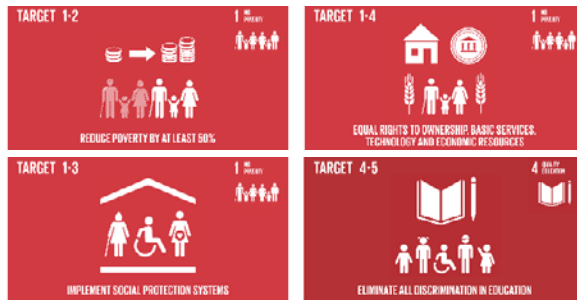 TARGET 1·2
1 NO
POVERTY
REDUCE POVERTY BY AT LEAST 50%
TARGET 1·4
1 NO
POVERTY
EQUAL RIGHTS TO OWNERSHIP, BASIC SERVICES,
TECHNOLOGY AND ECONOMIC RESOURCES
TARGET 1·3
1 NO
POVERTY
IMPLEMENT SOCIAL PROTECTION SYSTEMS
TARGET 4·5
4 QUALITY
EDUCATION
ELIMINATE ALL DISCRIMINATION IN EDUCATION